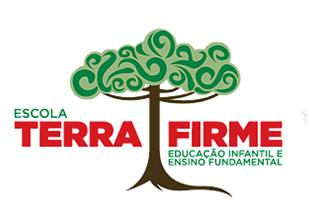 ESCOLA
TERRA FIRME
EDUCAÇÃO INFANTIL E
ENSINO FUNDAMENTAL